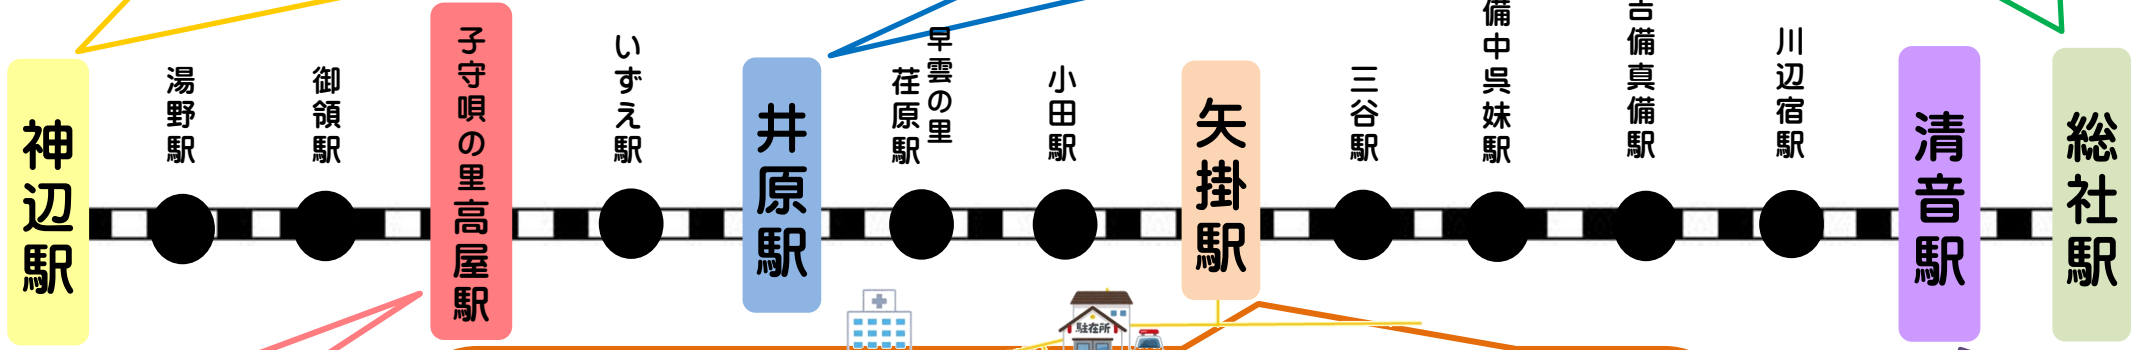 神辺駅
湯野駅
御領駅
子守唄の里高屋駅
いずえ駅
井原駅
早雲の里
荏原駅
小田駅
矢掛駅
三谷駅
備中呉妹駅
吉備真備駅
川辺宿駅
清音駅
総社駅
駐在所